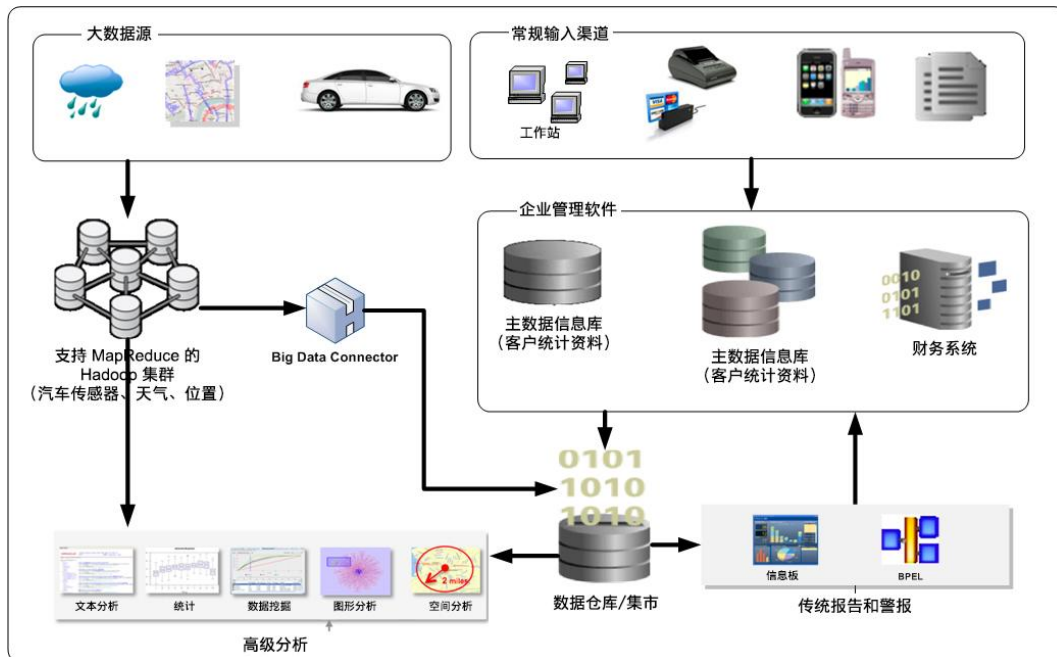 大数据源
常规输入渠道
工作站
VISA
企业管理软件
主数据信息库
（客户统计资料）
主数据信息库
（客户统计资料）
0010
0101
1101
财务系统
支持 MapReduce 的
Hadoop 集群
（汽车传感器、天气、位置）
Big Data Connector
0101
1010
1010
数据仓库/集市
2 miles
文本分析
统计
数据挖掘
图形分析
空间分析
高级分析
信息板
BPEL
传统报告和警报